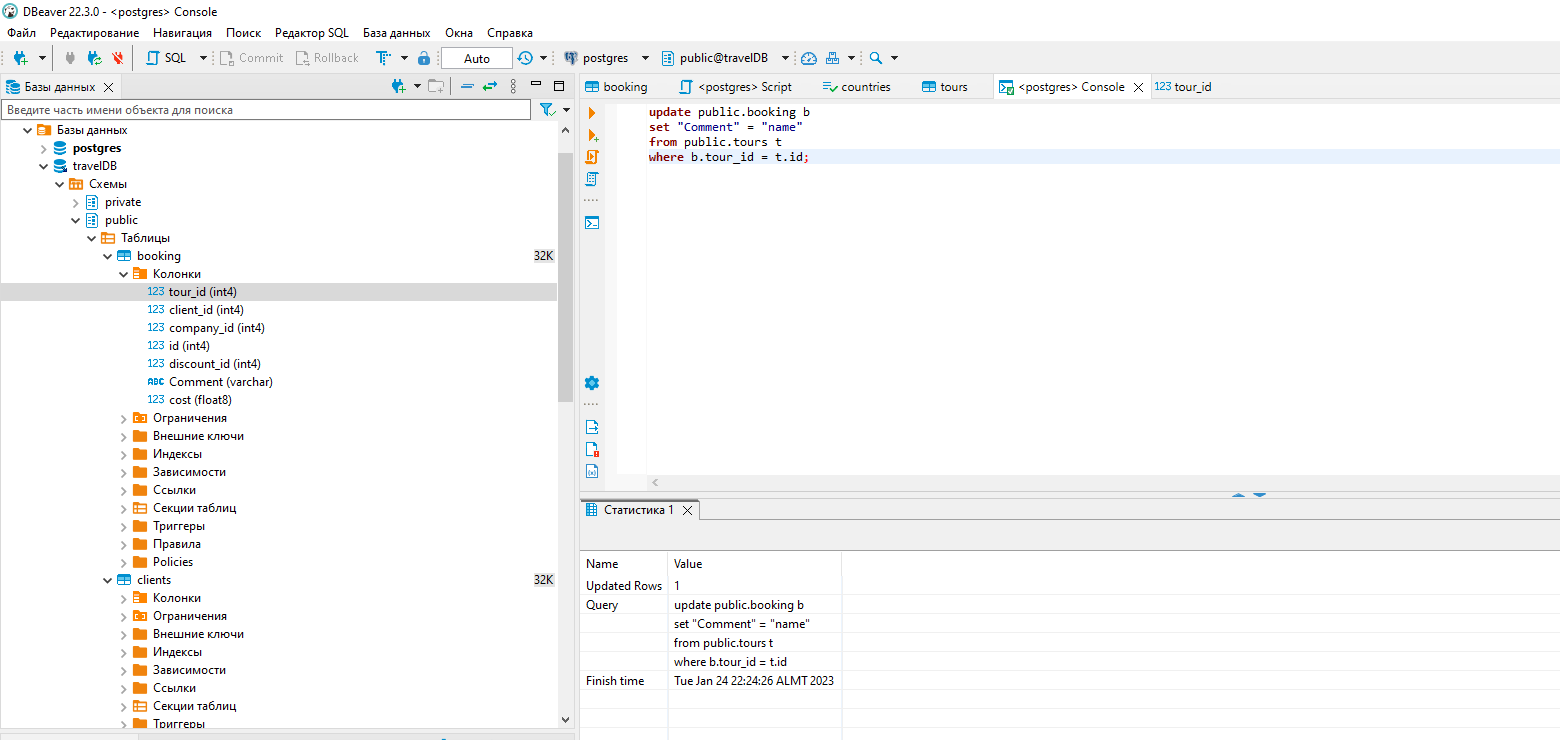 DBeaver 22.3.0 - <postgres> Console
Файл Редактирование Навигация Поиск Редактор SQL База данных Окна Справка
SQL Commit Rollback Auto postgres public@travelDB
Базы данных
booking <postgres> Script countries tours <postgres> Console 123 tour_id
Введите часть имени объекта для поиска
Базы данных
postgres
travelDB
Схемы
private
public
Таблицы
booking 32K
Колонки
123 tour_id (int4)
123 client_id (int4)
123 company_id (int4)
123 id (int4)
123 discount_id (int4)
ABC Comment (varchar)
123 cost (float8)
Ограничения
Внешние ключи
Индексы
Зависимости
Ссылки
Секции таблиц
Триггеры
Правила
Policies
clients 32K
Колонки
Ограничения
Внешние ключи
Индексы
Зависимости
Ссылки
Секции таблиц
Триггеры
update public.booking b
set "Comment" = "name"
from public.tours t
where b.tour_id = t.id;
Статистика 1
Name Value
Updated Rows 1
Query update public.booking b
set "Comment" = "name"
from public.tours t
where b.tour_id = t.id
Finish time Tue Jan 24 22:24:26 ALMT 2023